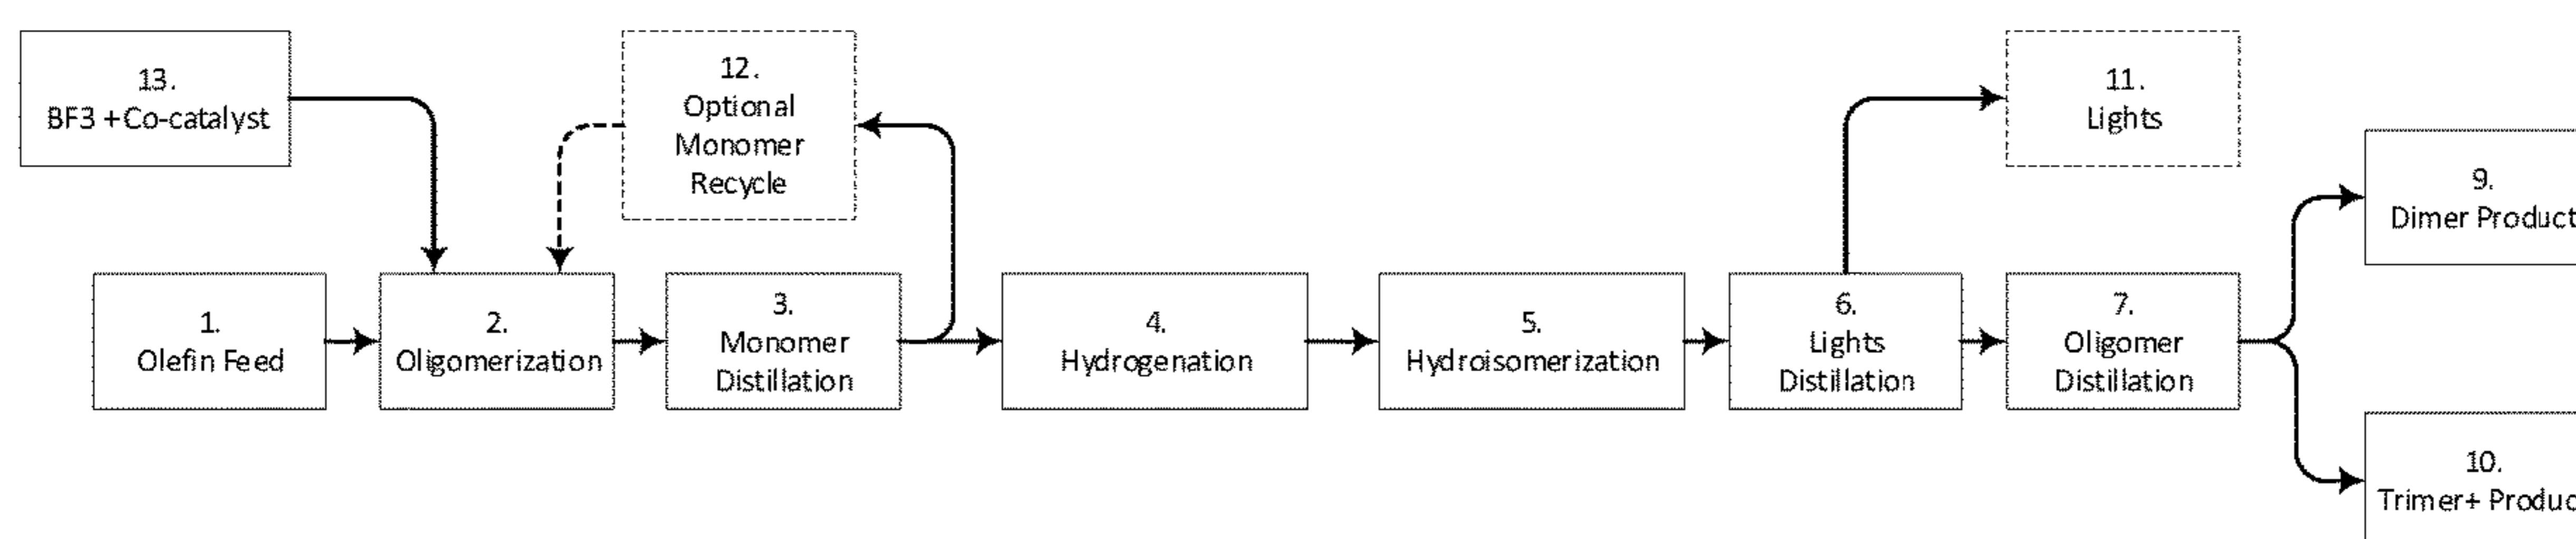 13.
BF3 +Co-catalyst
12.
Optional
Monomer
Recycle
11.
Lights
9.
Dimer Product
1.
Olefin Feed
2.
Oligomerization
3.
Monomer
Distillation
4.
Hydrogenation
5.
Hydroisomerization
6.
Lights
Distillation
7.
Oligomer
Distillation
10.
Trimer+ Produc